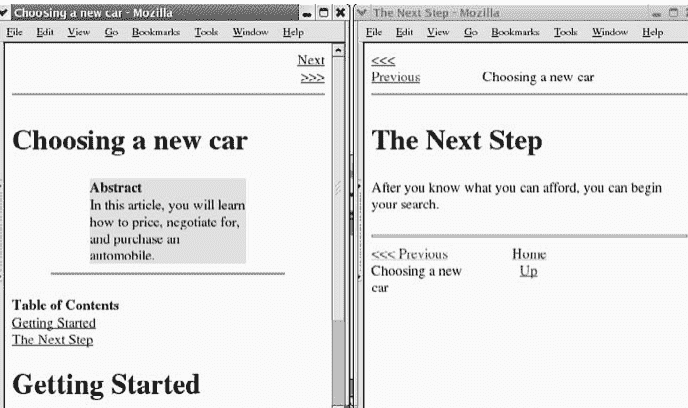 Choosing a new car - Mozilla
File Edit View Go Bookmarks Tools Window Help
Next
>>>
Choosing a new car
Abstract
In this article, you will learn
how to price, negotiate for,
and purchase an
automobile.
Table of Contents
Getting Started
The Next Step
Getting Started
The Next Step - Mozilla
File Edit View Go Bookmarks Tools Window Help
<<<
Previous Choosing a new car
The Next Step
After you know what you can afford, you can begin
your search.
<<< Previous Home
Choosing a new Up
car